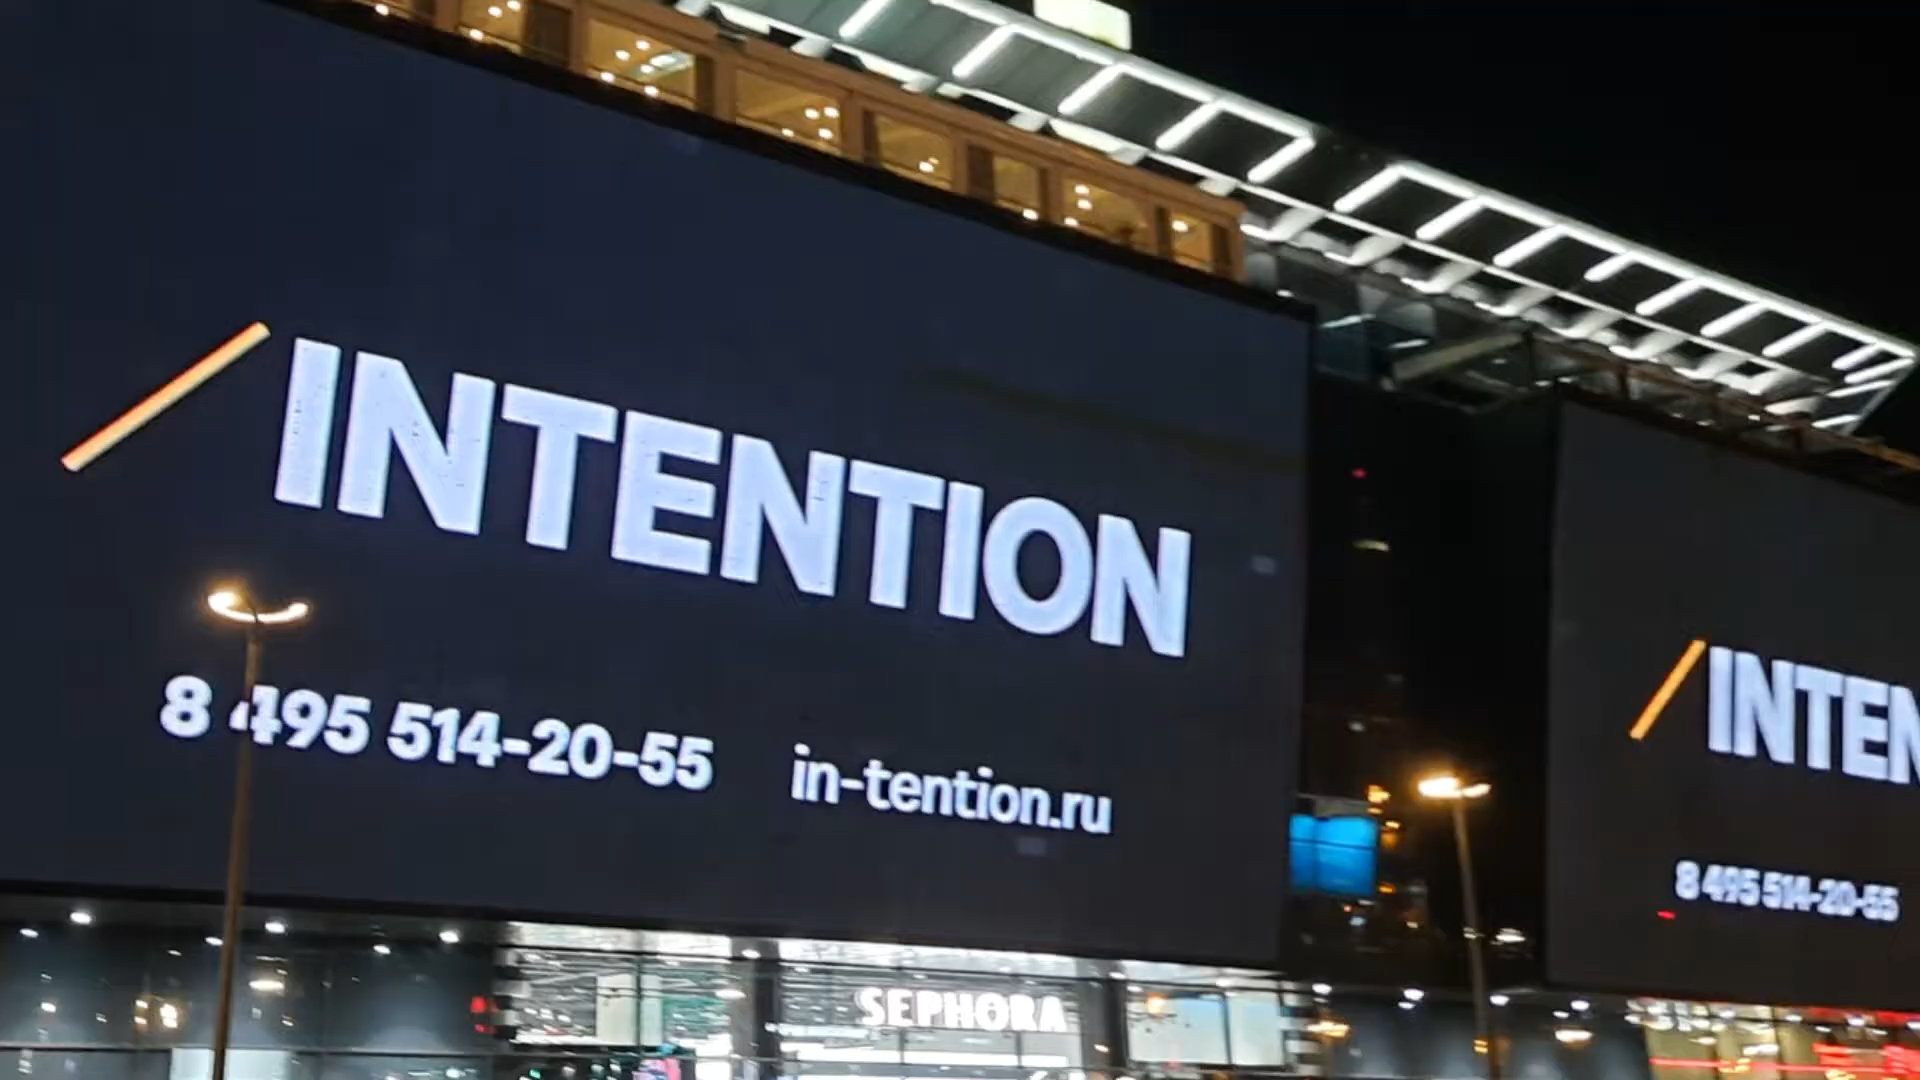 INTENTION
8 495 514-20-55 in-tention.ru
SEPHORA
INTEN
8 495 514-20-55